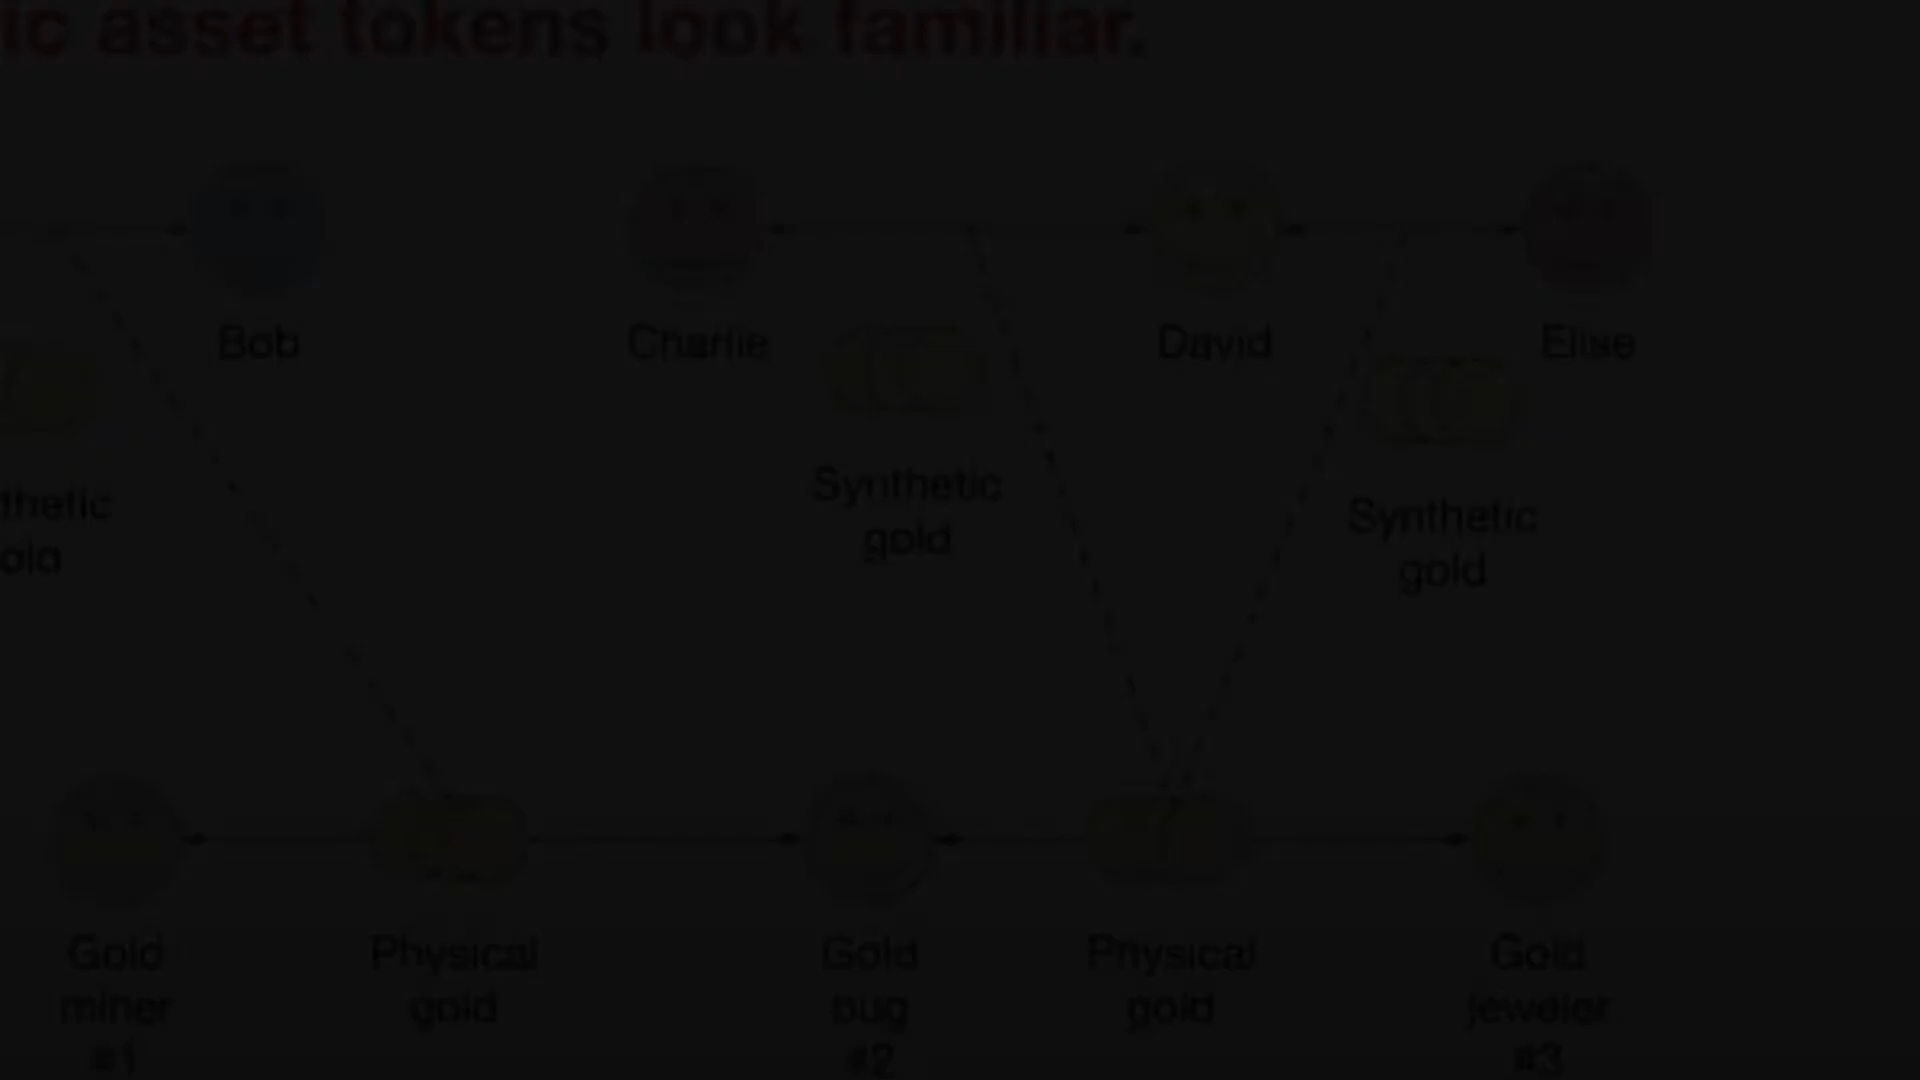 ic asset tokens look familiar.
Bob
Charlie
David
Elise
thetic
old
Synthetic
gold
Synthetic
gold
Gold
miner
#1
Physical
gold
Gold
bug
#2
Physical
gold
Gold
jeweler
#3